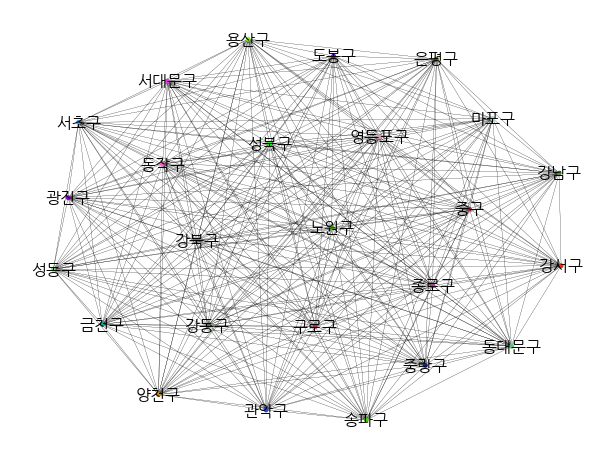 용산구
도봉구
은평구
서대문구
서초구
마포구
영등포구
성북구
동작구
강남구
광진구
중구
노원구
강북구
성동구
강서구
종로구
금천구
강동구
구로구
동대문구
중랑구
양천구
관악구
송파구